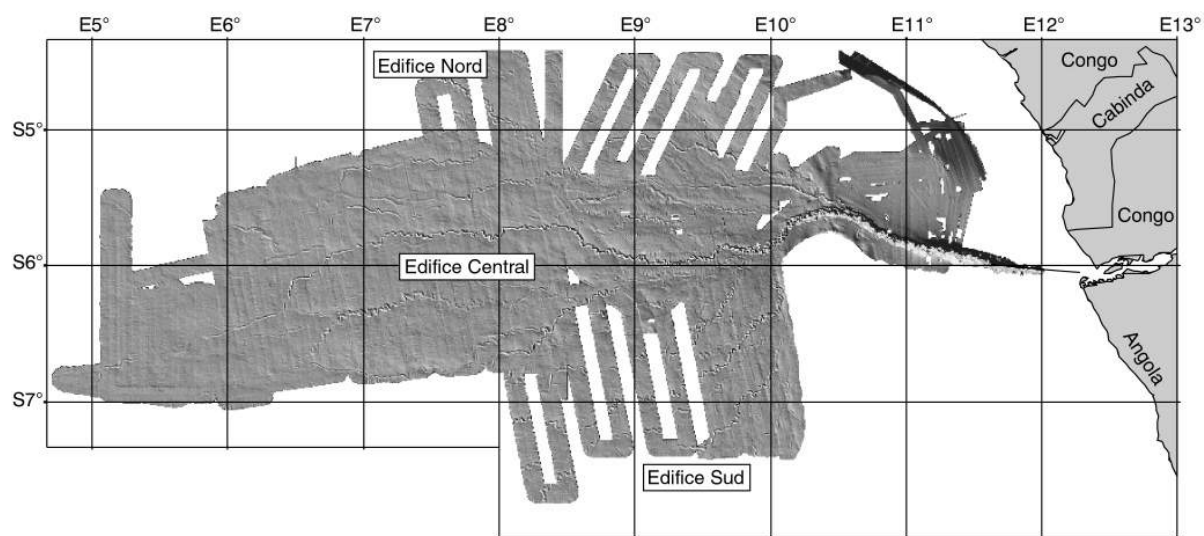 E5° E6° E7° E8° E9° E10° E11° E12° E13°
Edifice Nord
Congo
Cabinda
S5°
Congo
S6°
Edifice Central
Angola
S7°
Edifice Sud